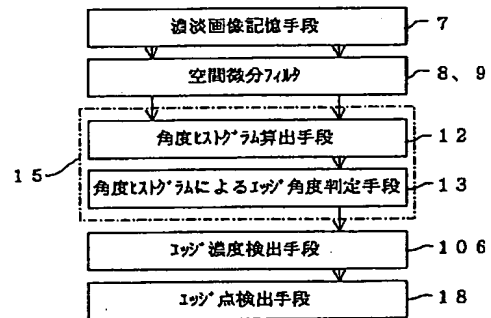 濃淡画像記憶手段 7
空間微分フィルタ 8、9
角度ヒストグラム算出手段 12
15
角度ヒストグラムによるエッジ角度判定手段 13
エッジ濃度検出手段 106
エッジ点検出手段 18